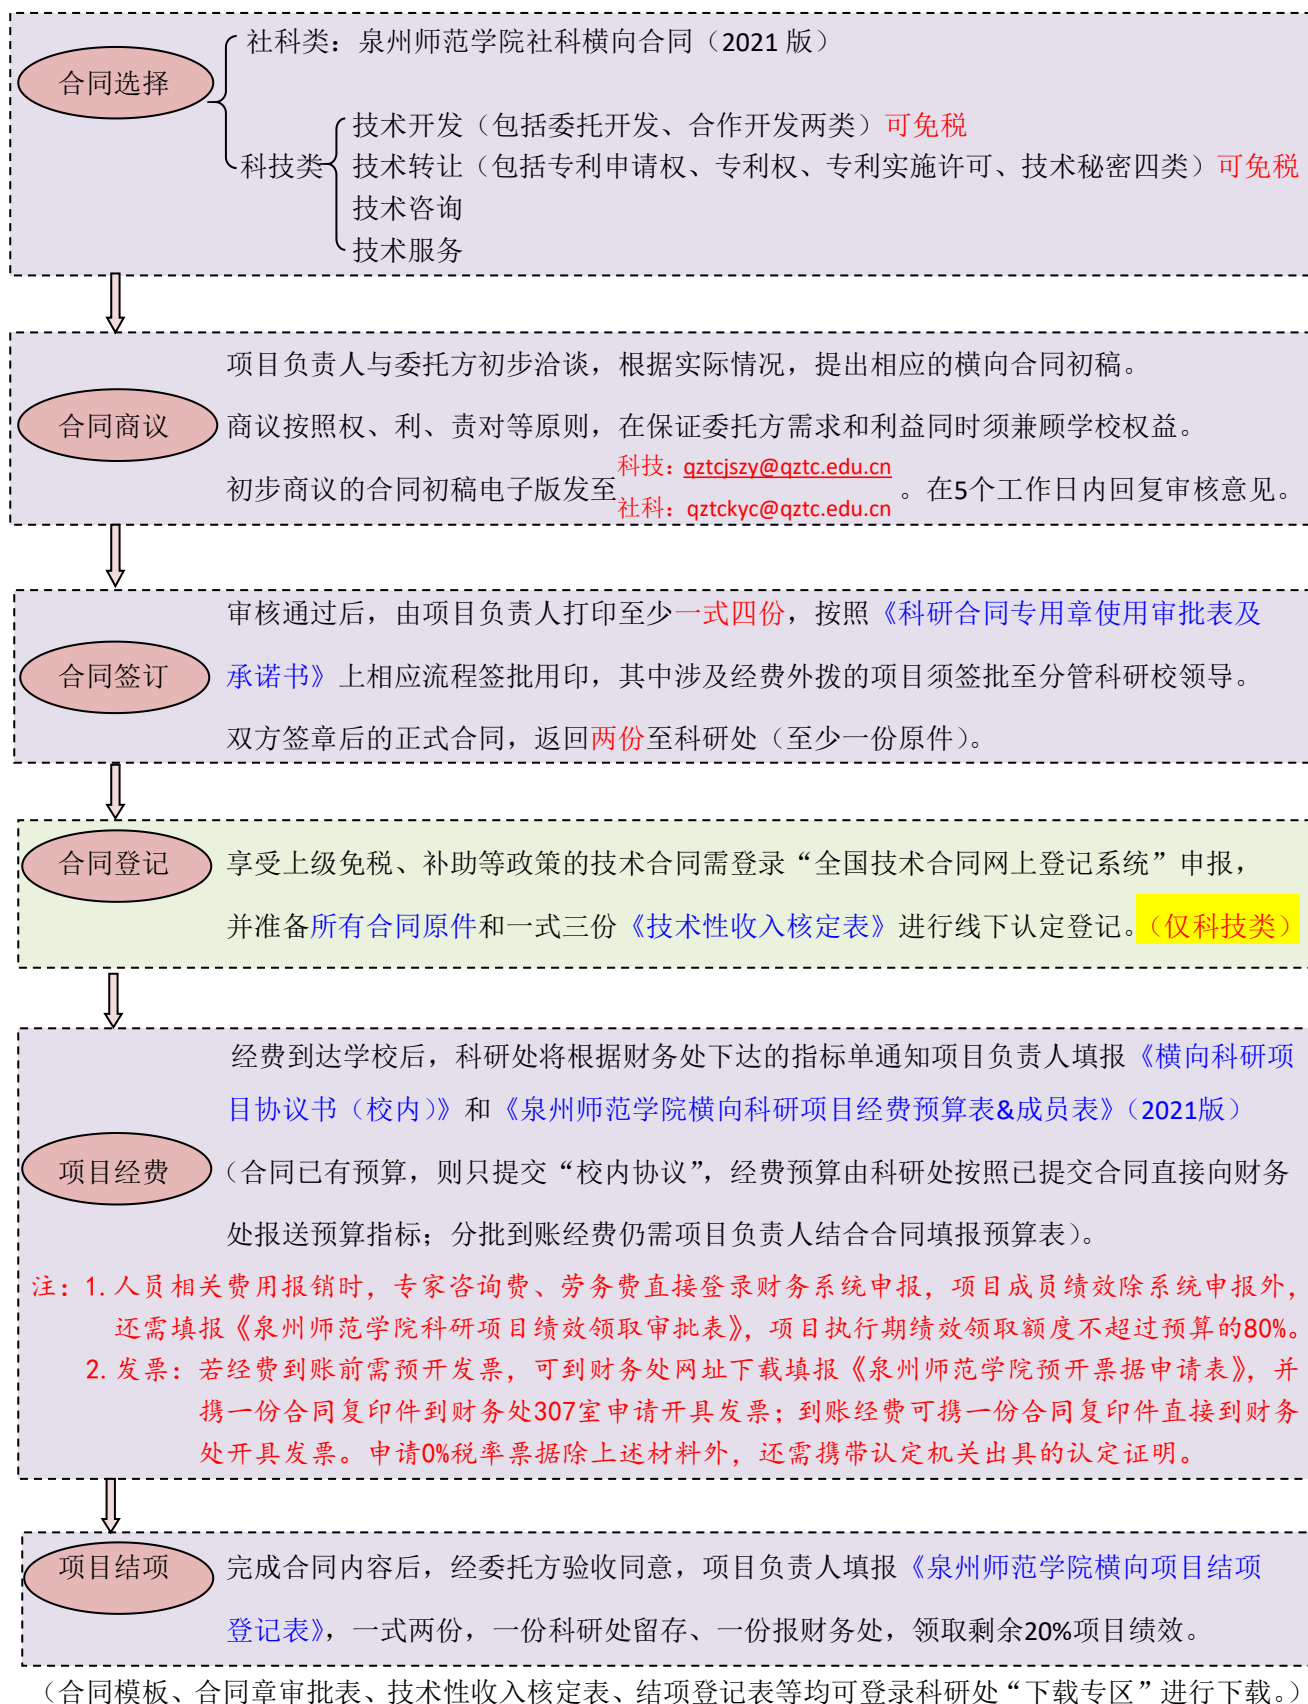 合同选择
社科类：泉州师范学院社科横向合同（2021 版）
科技类
技术开发（包括委托开发、合作开发两类）可免税
技术转让（包括专利申请权、专利权、专利实施许可、技术秘密四类）可免税
技术咨询
技术服务
合同商议
项目负责人与委托方初步洽谈，根据实际情况，提出相应的横向合同初稿。
商议按照权、利、责对等原则，在保证委托方需求和利益同时须兼顾学校权益。
初步商议的合同初稿电子版发至
科技：qztcjszy@qztc.edu.cn
社科：qztckyc@qztc.edu.cn
。在5个工作日内回复审核意见。
合同签订
审核通过后，由项目负责人打印至少一式四份，按照《科研合同专用章使用审批表及
承诺书》上相应流程签批用印，其中涉及经费外拨的项目须签批至分管科研校领导。
双方签章后的正式合同，返回两份至科研处（至少一份原件）。
合同登记
享受上级免税、补助等政策的技术合同需登录“全国技术合同网上登记系统”申报，
并准备所有合同原件和一式三份《技术性收入核定表》进行线下认定登记。（仅科技类）
项目经费
经费到达学校后，科研处将根据财务处下达的指标单通知项目负责人填报《横向科研项
目协议书（校内）》和《泉州师范学院横向科研项目经费预算表&成员表》（2021版）
（合同已有预算，则只提交“校内协议”，经费预算由科研处按照已提交合同直接向财务
处报送预算指标；分批到账经费仍需项目负责人结合合同填报预算表）。
注：1.人员相关费用报销时，专家咨询费、劳务费直接登录财务系统申报，项目成员绩效除系统申报外，
还需填报《泉州师范学院科研项目绩效领取审批表》，项目执行期绩效领取额度不超过预算的80%。
2.发票：若经费到账前需预开发票，可到财务处网址下载填报《泉州师范学院预开票据申请表》，并
携一份合同复印件到财务处307室申请开具发票；到账经费可携一份合同复印件直接到财务
处开具发票。申请0%税率票据除上述材料外，还需携带认定机关出具的认定证明。
项目结项
完成合同内容后，经委托方验收同意，项目负责人填报《泉州师范学院横向项目结项
登记表》，一式两份，一份科研处留存、一份报财务处，领取剩余20%项目绩效。
（合同模板、合同章审批表、技术性收入核定表、结项登记表等均可登录科研处“下载专区”进行下载。）